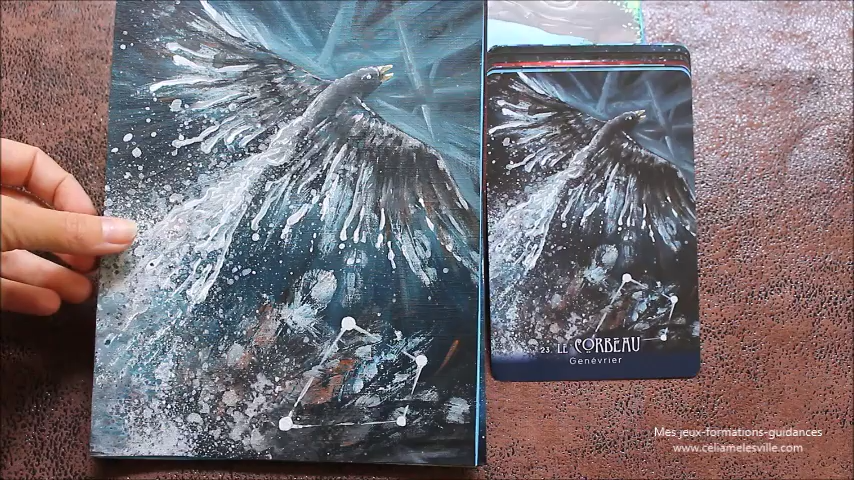 23. LE CORBEAU
Genévrier
Mes jeux-formations-guidances
www.celiamelesville.com